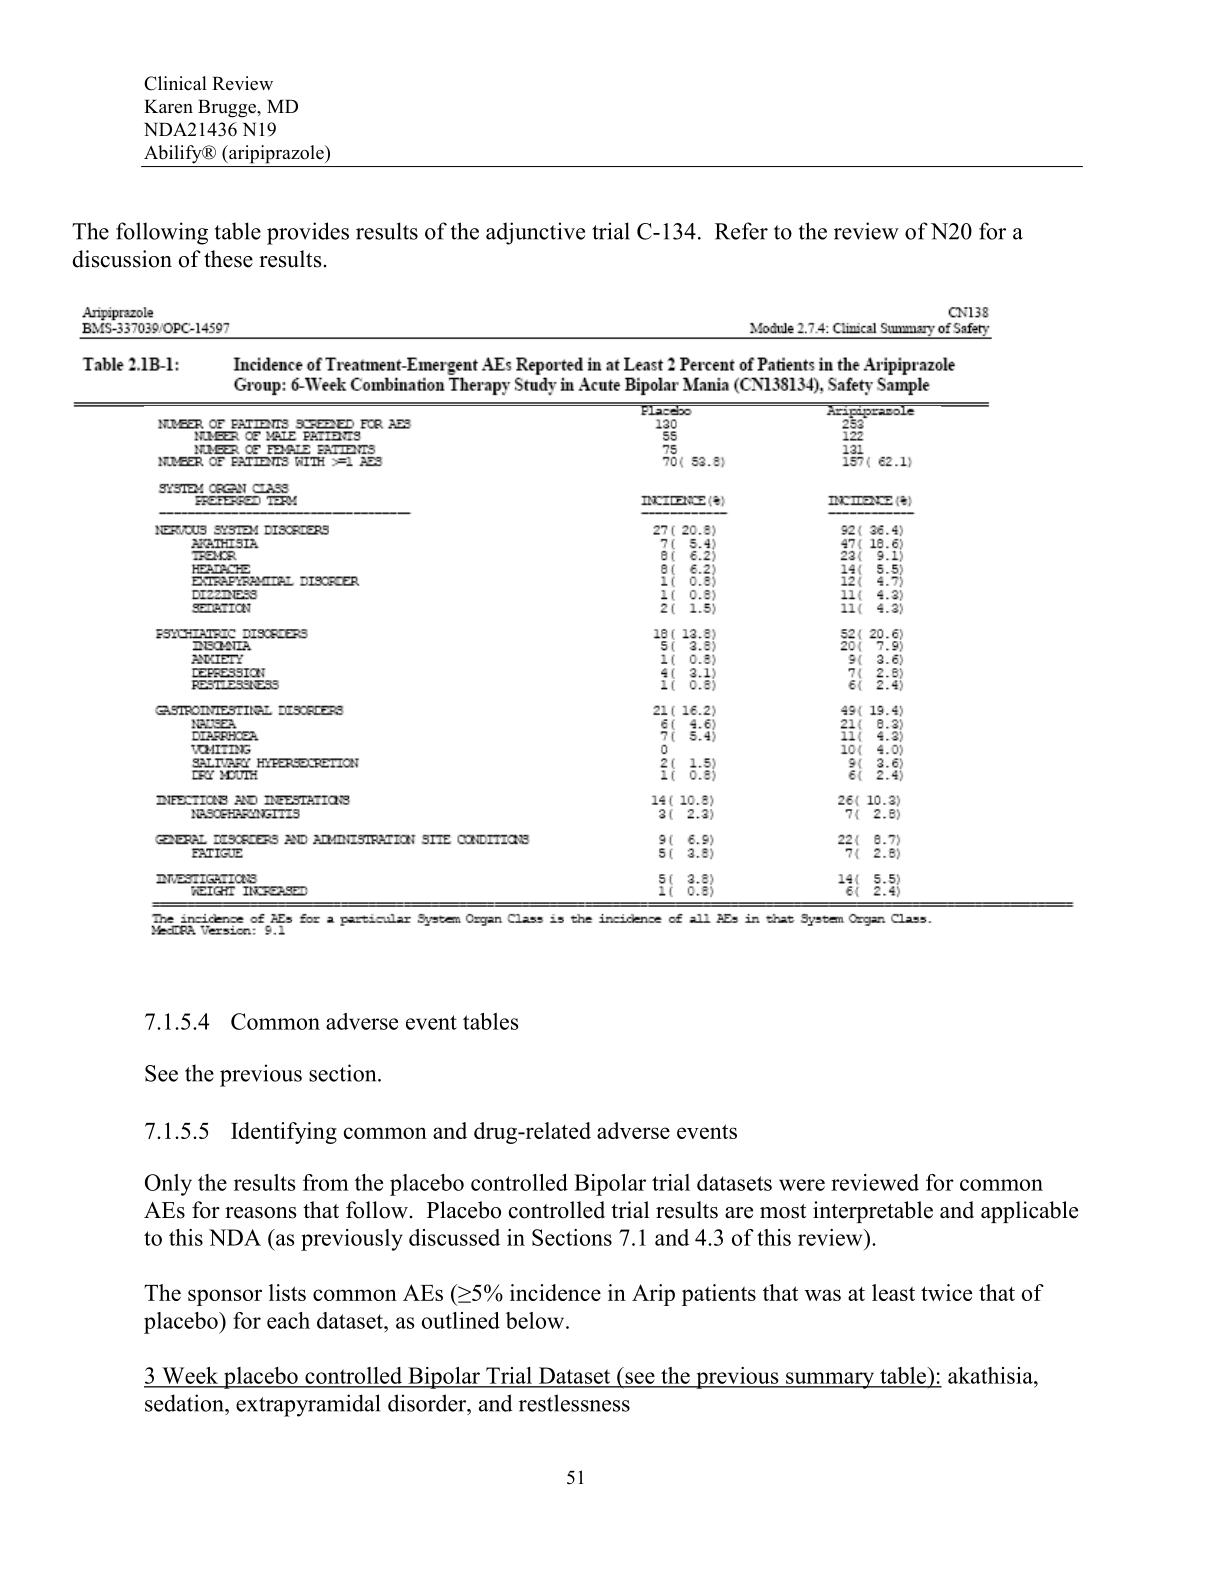 Clinical Review
Karen Brugge, MD
NDA21436 N19
Abilify® (aripiprazole)
The following table provides results of the adjunctive trial C-134. Refer to the review of N20 for a
discussion of these results.
Aripiprazole CN138
BMS-337039/OPC-14597 Module 2.7.4: Clinical Summary of Safety
Table 2.1B-1: Incidence of Treatment-Emergent AEs Reported in at Least 2 Percent of Patients in the Aripiprazole
Group: 6-Week Combination Therapy Study in Acute Bipolar Mania (CN138134), Safety Sample
Placebo Aripiprazole
NUMBER OF PATIENTS SCREENED FOR AES 130 253
NUMBER OF MALE PATIENTS 55 122
NUMBER OF FEMALE PATIENTS 75 131
NUMBER OF PATIENTS WITH >=1 AES 70( 53.8) 157( 62.1)
SYSTEM ORGAN CLASS
PREFERRED TERM INCIDENCE(%) INCIDENCE(%)
NERVOUS SYSTEM DISORDERS 27( 20.8) 92( 36.4)
AKATHISIA 7( 5.4) 47( 18.6)
TREMOR 8( 6.2) 23( 9.1)
HEADACHE 8( 6.2) 14( 5.5)
EXTRAPYRAMIDAL DISORDER 1( 0.8) 12( 4.7)
DIZZINESS 1( 0.8) 11( 4.3)
SEDATION 2( 1.5) 11( 4.3)
PSYCHIATRIC DISORDERS 18( 13.8) 52( 20.6)
INSOMNIA 5( 3.8) 20( 7.9)
ANXIETY 1( 0.8) 9( 3.6)
DEPRESSION 4( 3.1) 7( 2.8)
RESTLESSNESS 1( 0.8) 6( 2.4)
GASTROINTESTINAL DISORDERS 21( 16.2) 49( 19.4)
NAUSEA 6( 4.6) 21( 8.3)
DIARRHOEA 7( 5.4) 11( 4.3)
VOMITING 0 10( 4.0)
SALIVARY HYPERSECRETION 2( 1.5) 9( 3.6)
DRY MOUTH 1( 0.8) 6( 2.4)
INFECTIONS AND INFESTATIONS 14( 10.8) 26( 10.3)
NASOPHARYNGITIS 3( 2.3) 7( 2.8)
GENERAL DISORDERS AND ADMINISTRATION SITE CONDITIONS 9( 6.9) 22( 8.7)
FATIGUE 5( 3.8) 7( 2.8)
INVESTIGATIONS 5( 3.8) 14( 5.5)
WEIGHT INCREASED 1( 0.8) 6( 2.4)
The incidence of AEs for a particular System Organ Class is the incidence of all AEs in that System Organ Class.
MedDRA Version: 9.1
7.1.5.4 Common adverse event tables
See the previous section.
7.1.5.5 Identifying common and drug-related adverse events
Only the results from the placebo controlled Bipolar trial datasets were reviewed for common
AEs for reasons that follow. Placebo controlled trial results are most interpretable and applicable
to this NDA (as previously discussed in Sections 7.1 and 4.3 of this review).
The sponsor lists common AEs (≥5% incidence in Arip patients that was at least twice that of
placebo) for each dataset, as outlined below.
3 Week placebo controlled Bipolar Trial Dataset (see the previous summary table): akathisia,
sedation, extrapyramidal disorder, and restlessness
51